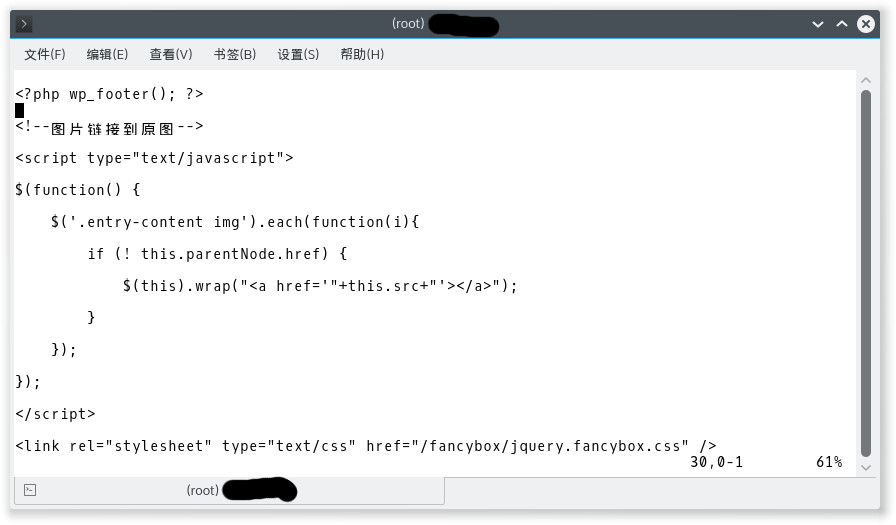 (root)
文件(F) 编辑(E) 查看(V) 书签(B) 设置(S) 帮助(H)
<?php wp_footer(); ?>
<!--图片链接到原图-->
<script type="text/javascript">
$(function() {
    $('.entry-content img').each(function(i){
        if (! this.parentNode.href) {
            $(this).wrap("<a href='"+this.src+"'></a>");
        }
    });
});
</script>
<link rel="stylesheet" type="text/css" href="/fancybox/jquery.fancybox.css" />
30,0-1 61%
(root)